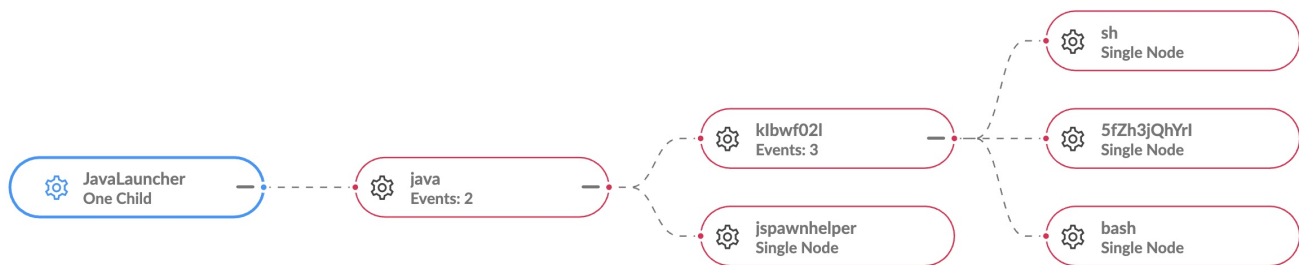 JavaLauncher
One Child
java
Events: 2
klbwf02l
Events: 3
jspawnhelper
Single Node
sh
Single Node
5fZh3jQhYrl
Single Node
bash
Single Node